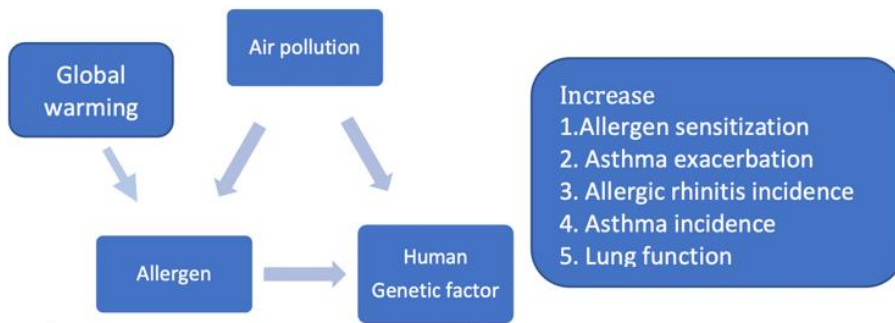 Air pollution
Global
warming
Allergen
Human
Genetic factor
Increase
1.Allergen sensitization
2. Asthma exacerbation
3. Allergic rhinitis incidence
4. Asthma incidence
5. Lung function